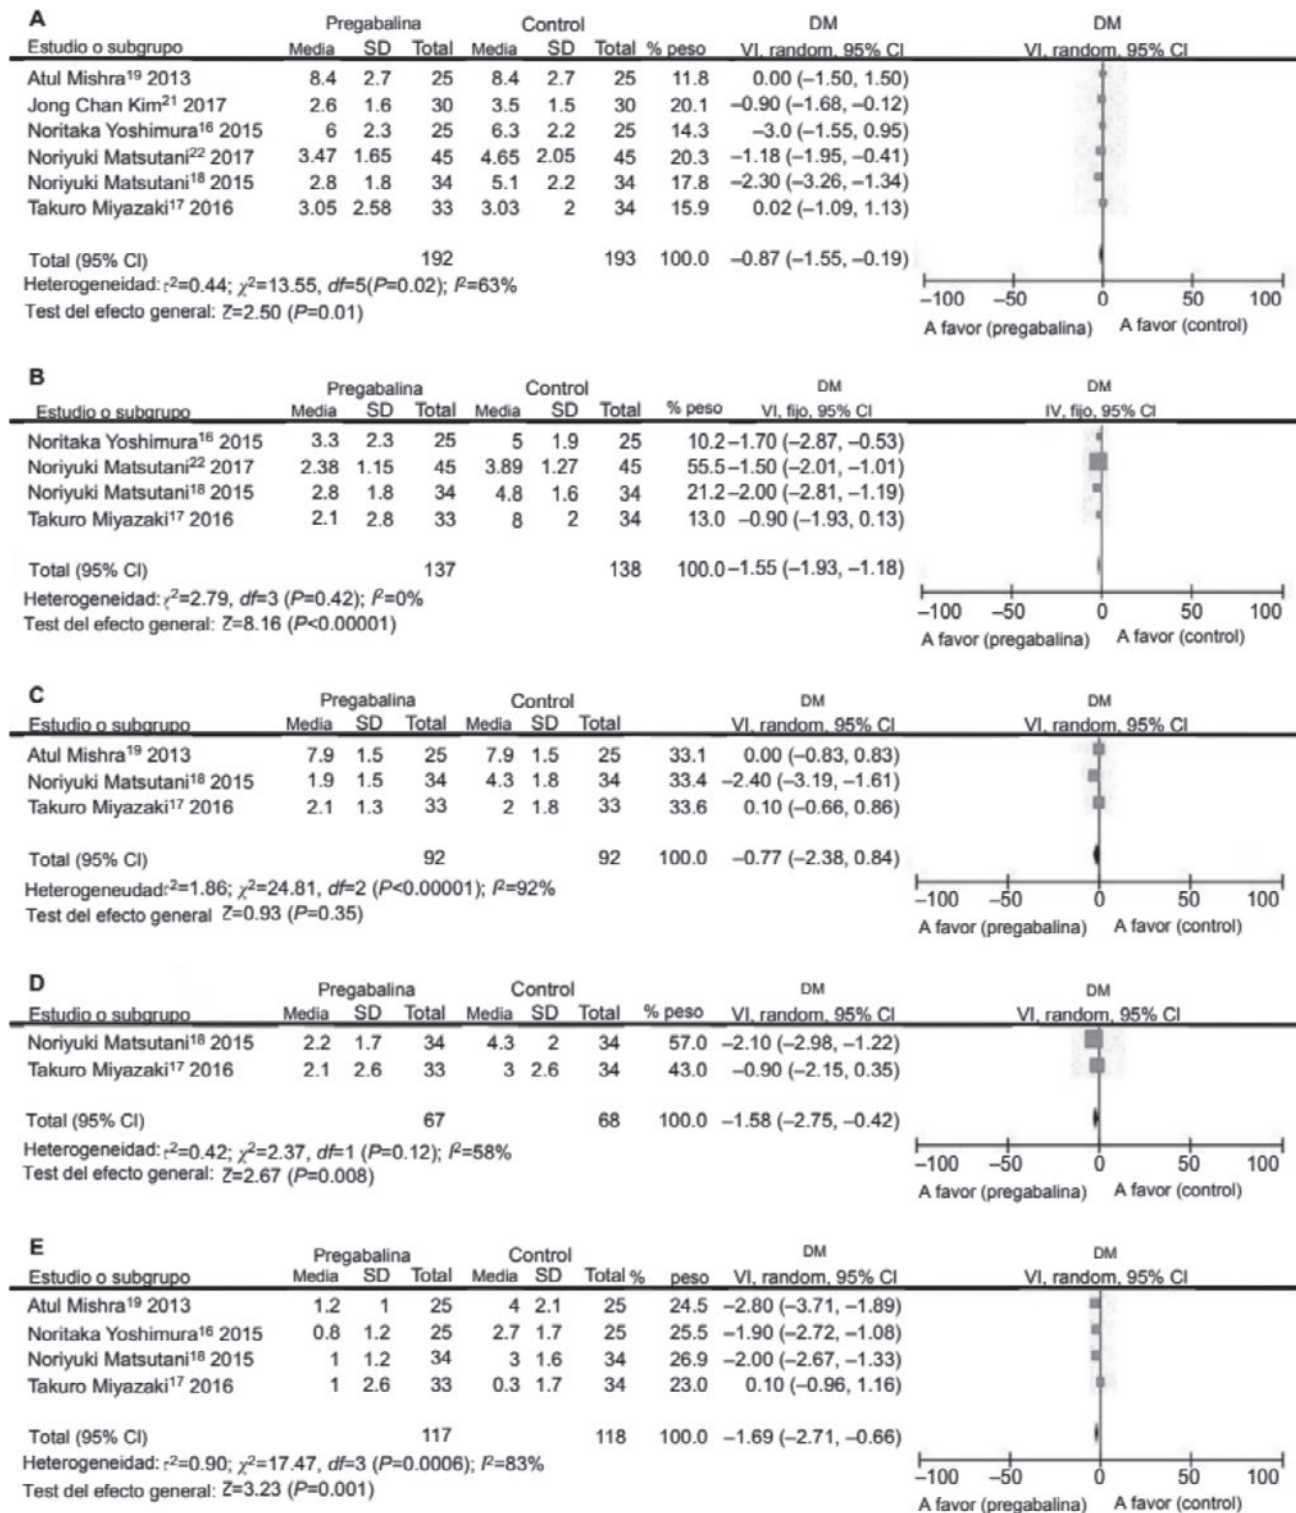 A
Pregabalina Control DM DM
Estudio o subgrupo Media SD Total Media SD Total % peso VI, random, 95% CI VI, random, 95% CI
Atul Mishra¹⁹ 2013 8.4 2.7 25 8.4 2.7 25 11.8 0.00 (–1.50, 1.50)
Jong Chan Kim²¹ 2017 2.6 1.6 30 3.5 1.5 30 20.1 –0.90 (–1.68, –0.12)
Noritaka Yoshimura¹⁶ 2015 6 2.3 25 6.3 2.2 25 14.3 –3.0 (–1.55, 0.95)
Noriyuki Matsutani²² 2017 3.47 1.65 45 4.65 2.05 45 20.3 –1.18 (–1.95, –0.41)
Noriyuki Matsutani¹⁸ 2015 2.8 1.8 34 5.1 2.2 34 17.8 –2.30 (–3.26, –1.34)
Takuro Miyazaki¹⁷ 2016 3.05 2.58 33 3.03 2 34 15.9 0.02 (–1.09, 1.13)
Total (95% CI) 192 193 100.0 –0.87 (–1.55, –0.19)
Heterogeneidad: τ²=0.44; χ²=13.55, df=5(P=0.02); I²=63%
Test del efecto general: Z=2.50 (P=0.01)
–100 –50 0 50 100
A favor (pregabalina) A favor (control)
B
Pregabalina Control DM DM
Estudio o subgrupo Media SD Total Media SD Total % peso VI, fijo, 95% CI IV, fijo, 95% CI
Noritaka Yoshimura¹⁶ 2015 3.3 2.3 25 5 1.9 25 10.2 –1.70 (–2.87, –0.53)
Noriyuki Matsutani²² 2017 2.38 1.15 45 3.89 1.27 45 55.5 –1.50 (–2.01, –1.01)
Noriyuki Matsutani¹⁸ 2015 2.8 1.8 34 4.8 1.6 34 21.2 –2.00 (–2.81, –1.19)
Takuro Miyazaki¹⁷ 2016 2.1 2.8 33 8 2 34 13.0 –0.90 (–1.93, 0.13)
Total (95% CI) 137 138 100.0 –1.55 (–1.93, –1.18)
Heterogeneidad: χ²=2.79, df=3 (P=0.42); I²=0%
Test del efecto general: Z=8.16 (P<0.00001)
–100 –50 0 50 100
A favor (pregabalina) A favor (control)
C
Pregabalina Control DM DM
Estudio o subgrupo Media SD Total Media SD Total VI, random, 95% CI VI, random, 95% CI
Atul Mishra¹⁹ 2013 7.9 1.5 25 7.9 1.5 25 33.1 0.00 (–0.83, 0.83)
Noriyuki Matsutani¹⁸ 2015 1.9 1.5 34 4.3 1.8 34 33.4 –2.40 (–3.19, –1.61)
Takuro Miyazaki¹⁷ 2016 2.1 1.3 33 2 1.8 33 33.6 0.10 (–0.66, 0.86)
Total (95% CI) 92 92 100.0 –0.77 (–2.38, 0.84)
Heterogeneudad: τ²=1.86; χ²=24.81, df=2 (P<0.00001); I²=92%
Test del efecto general Z=0.93 (P=0.35)
–100 –50 0 50 100
A favor (pregabalina) A favor (control)
D
Pregabalina Control DM DM
Estudio o subgrupo Media SD Total Media SD Total % peso VI, random, 95% CI VI, random, 95% CI
Noriyuki Matsutani¹⁸ 2015 2.2 1.7 34 4.3 2 34 57.0 –2.10 (–2.98, –1.22)
Takuro Miyazaki¹⁷ 2016 2.1 2.6 33 3 2.6 34 43.0 –0.90 (–2.15, 0.35)
Total (95% CI) 67 68 100.0 –1.58 (–2.75, –0.42)
Heterogeneidad: τ²=0.42; χ²=2.37, df=1 (P=0.12); I²=58%
Test del efecto general: Z=2.67 (P=0.008)
–100 –50 0 50 100
A favor (pregabalina) A favor (control)
E
Pregabalina Control DM DM
Estudio o subgrupo Media SD Total Media SD Total % peso VI, random, 95% CI VI, random, 95% CI
Atul Mishra¹⁹ 2013 1.2 1 25 4 2.1 25 24.5 –2.80 (–3.71, –1.89)
Noritaka Yoshimura¹⁶ 2015 0.8 1.2 25 2.7 1.7 25 25.5 –1.90 (–2.72, –1.08)
Noriyuki Matsutani¹⁸ 2015 1 1.2 34 3 1.6 34 26.9 –2.00 (–2.67, –1.33)
Takuro Miyazaki¹⁷ 2016 1 2.6 33 0.3 1.7 34 23.0 0.10 (–0.96, 1.16)
Total (95% CI) 117 118 100.0 –1.69 (–2.71, –0.66)
Heterogeneidad: τ²=0.90; χ²=17.47, df=3 (P=0.0006); I²=83%
Test del efecto general: Z=3.23 (P=0.001)
–100 –50 0 50 100
A favor (pregabalina) A favor (control)